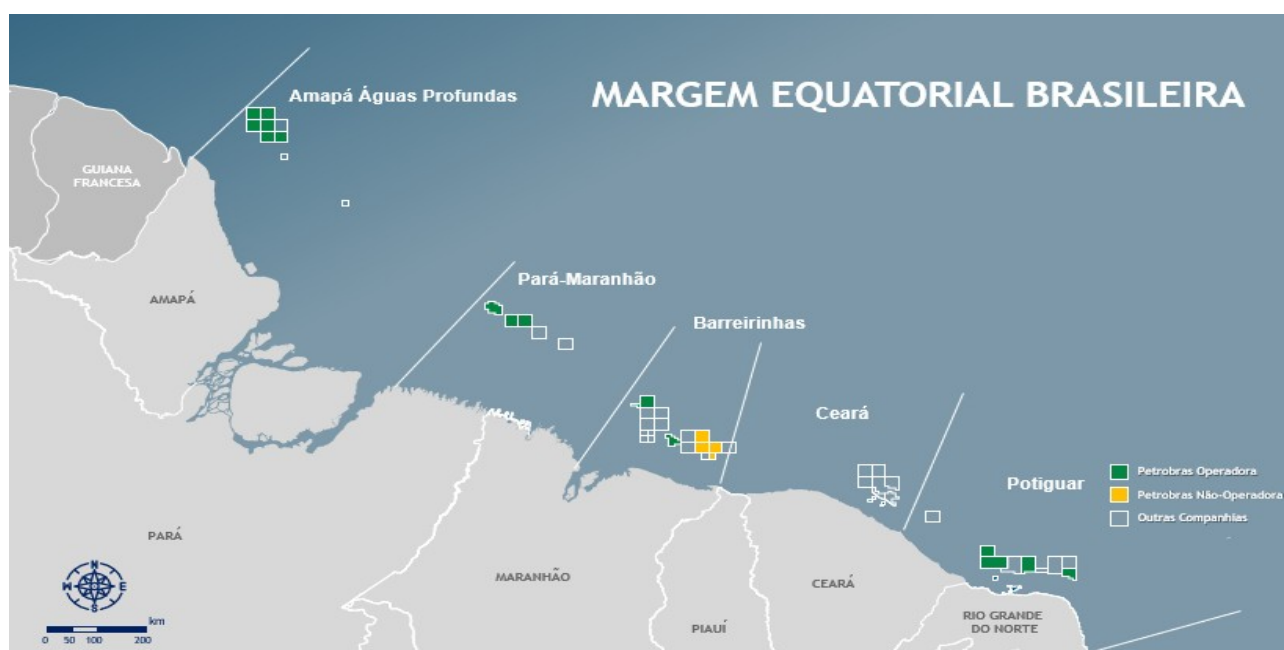 MARGEM EQUATORIAL BRASILEIRA
Amapá Águas Profundas
GUIANA
FRANCESA
AMAPÁ
Pará-Maranhão
Barreirinhas
Ceará
Potiguar
Petrobras Operadora
Petrobras Não-Operadora
Outras Companhias
PARÁ
MARANHÃO
PIAUÍ
CEARÁ
RIO GRANDE
DO NORTE
N
E
S
W
km
0 50 100 200